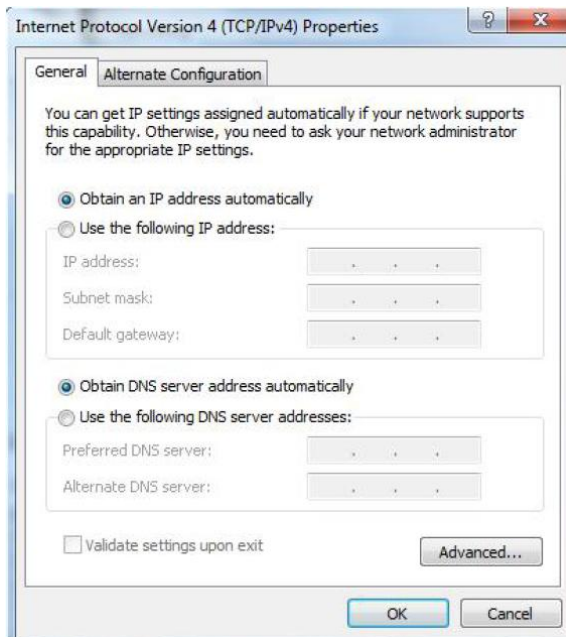 Internet Protocol Version 4 (TCP/IPv4) Properties
General
Alternate Configuration
You can get IP settings assigned automatically if your network supports
this capability. Otherwise, you need to ask your network administrator
for the appropriate IP settings.
Obtain an IP address automatically
Use the following IP address:
IP address:
Subnet mask:
Default gateway:
Obtain DNS server address automatically
Use the following DNS server addresses:
Preferred DNS server:
Alternate DNS server:
Validate settings upon exit
Advanced...
OK
Cancel